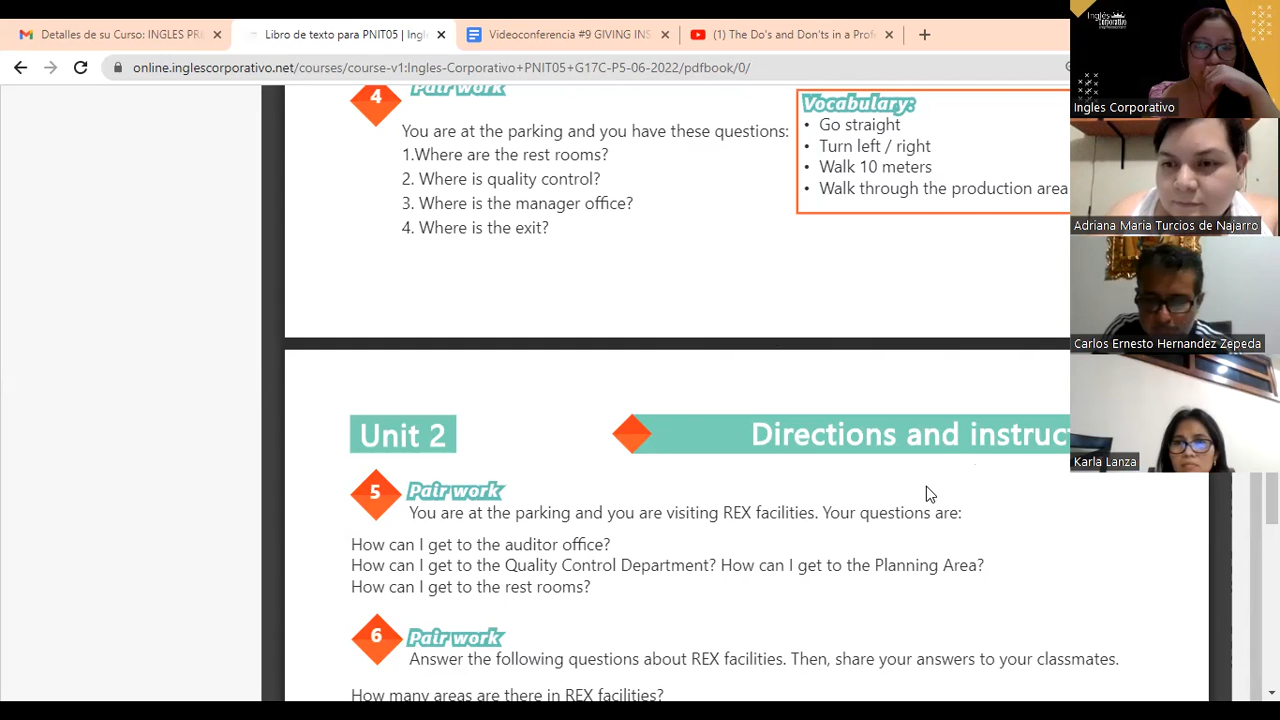 Detalles de su Curso: INGLES PRE
Libro de texto para PNIT05 | Ingl
Videoconferencia #9 GIVING INS
(1) The Do's and Don'ts in a Prof
online.inglescorporativo.net/courses/course-v1:Ingles-Corporativo+PNIT05+G17C-P5-06-2022/pdfbook/0/
4
Pair work
You are at the parking and you have these questions:
1.Where are the rest rooms?
2. Where is quality control?
3. Where is the manager office?
4. Where is the exit?
Vocabulary:
• Go straight
• Turn left / right
• Walk 10 meters
• Walk through the production area
Unit 2
Directions and instruc
5
Pair work
You are at the parking and you are visiting REX facilities. Your questions are:
How can I get to the auditor office?
How can I get to the Quality Control Department? How can I get to the Planning Area?
How can I get to the rest rooms?
6
Pair work
Answer the following questions about REX facilities. Then, share your answers to your classmates.
How many areas are there in REX facilities?
Inglés
Corporativo
Ingles Corporativo
Adriana Maria Turcios de Najarro
Carlos Ernesto Hernandez Zepeda
Karla Lanza